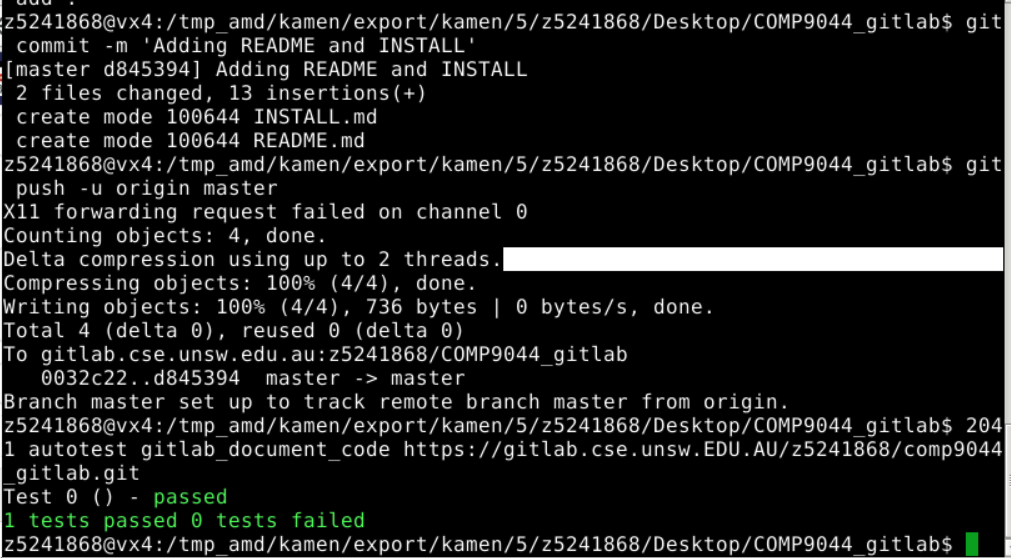 add .
z5241868@vx4:/tmp_amd/kamen/export/kamen/5/z5241868/Desktop/COMP9044_gitlab$ git
 commit -m 'Adding README and INSTALL'
[master d845394] Adding README and INSTALL
 2 files changed, 13 insertions(+)
 create mode 100644 INSTALL.md
 create mode 100644 README.md
z5241868@vx4:/tmp_amd/kamen/export/kamen/5/z5241868/Desktop/COMP9044_gitlab$ git
 push -u origin master
X11 forwarding request failed on channel 0
Counting objects: 4, done.
Delta compression using up to 2 threads.
Compressing objects: 100% (4/4), done.
Writing objects: 100% (4/4), 736 bytes | 0 bytes/s, done.
Total 4 (delta 0), reused 0 (delta 0)
To gitlab.cse.unsw.edu.au:z5241868/COMP9044_gitlab
   0032c22..d845394  master -> master
Branch master set up to track remote branch master from origin.
z5241868@vx4:/tmp_amd/kamen/export/kamen/5/z5241868/Desktop/COMP9044_gitlab$ 204
1 autotest gitlab_document_code https://gitlab.cse.unsw.EDU.AU/z5241868/comp9044
_gitlab.git
Test 0 () - passed
1 tests passed 0 tests failed
z5241868@vx4:/tmp_amd/kamen/export/kamen/5/z5241868/Desktop/COMP9044_gitlab$